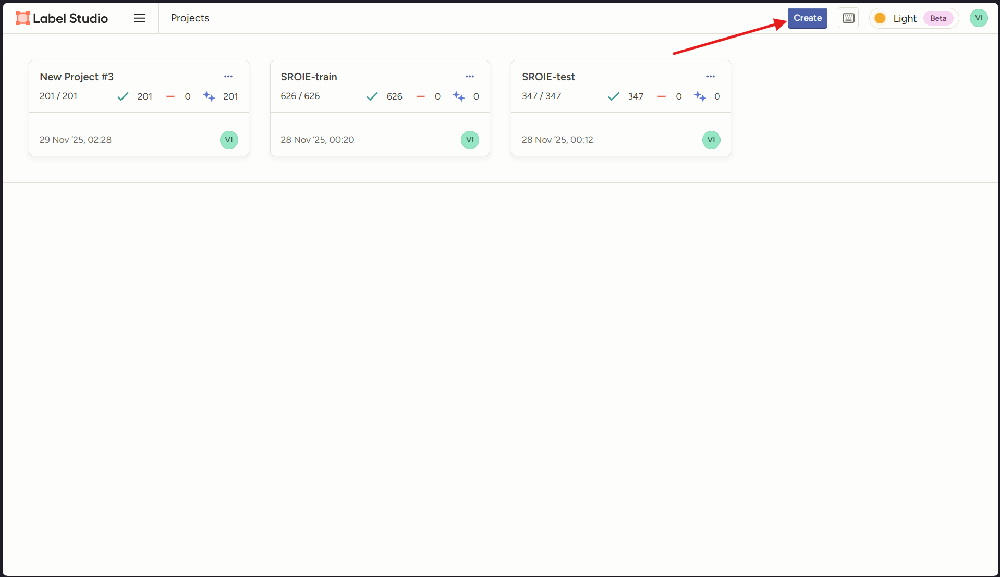 Label Studio
Projects
Create
Light
Beta
VI
New Project #3
201 / 201
201
0
201
29 Nov '25, 02:28
VI
SROIE-train
626 / 626
626
0
0
28 Nov '25, 00:20
VI
SROIE-test
347 / 347
347
0
0
28 Nov '25, 00:12
VI